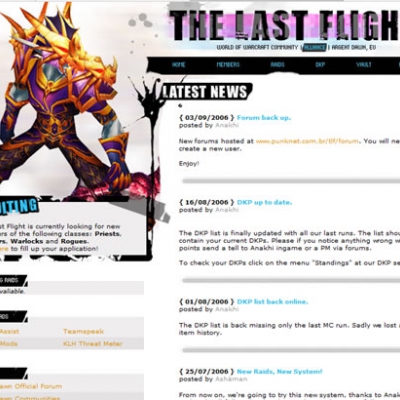 THE LAST FLIGH
WORLD OF WARCRAFT COMMUNITY | ALLIANCE | ARGENT DAWN, EU
HOME MEMBERS RAIDS DKP VAULT
LATEST NEWS
{ 03/09/2006 } Forum back up.
posted by Anakhi
New forums hosted at www.punknet.com.br/tlf/forum. You will ne
create a new user.
Enjoy!
{ 16/08/2006 } DKP up to date.
posted by Anakhi
The DKP list is finally updated with all our last runs. The list shou
contain your current DKPs. Please if you notice anything wrong w
points send a tell to Anakhi ingame or a PM via forums.
To check your DKPs click on the menu "Standings" at our DKP se
{ 01/08/2006 } DKP list back online.
posted by Anakhi
The DKP list is back missing only the last MC run. Sadly we lost a
item history.
{ 25/07/2006 } New Raids, New System!
posted by Ashaman
From now on, we're going to try this new system, thanks to Anak
UITING
st Flight is currently looking for new
ers of the following classes: Priests,
rs, Warlocks and Rogues.
ere to fill up your application!
G RAIDS
vailable.
ADS
Assist Teamspeak
Mods KLH Threat Meter
awn Official Forum
awn Communities